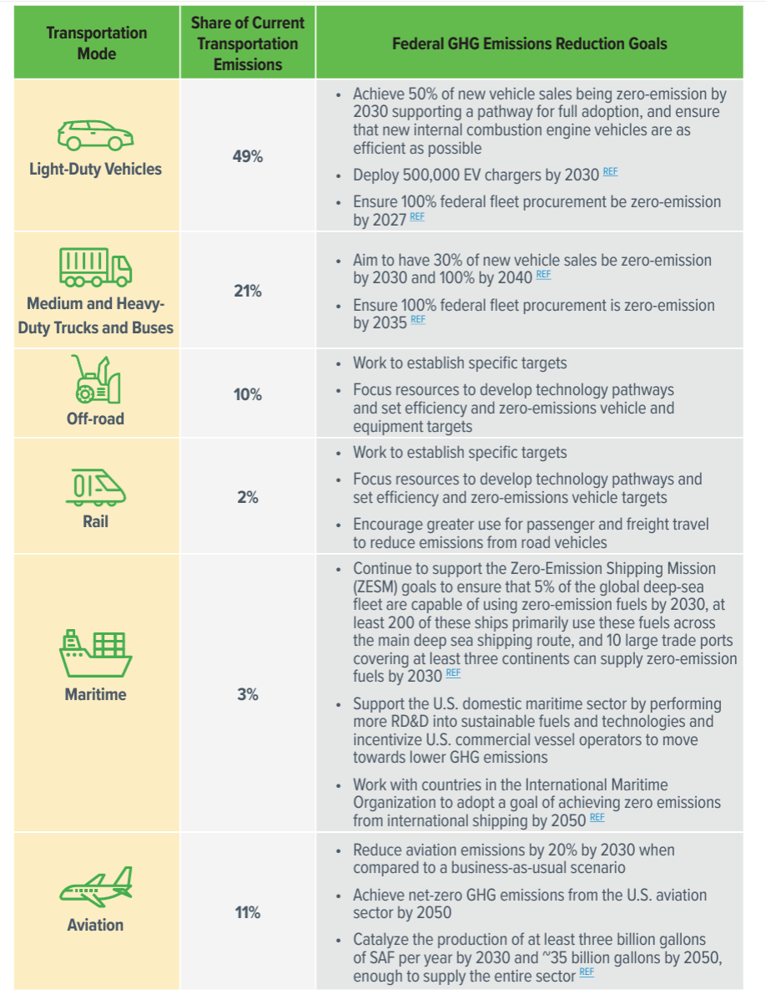 Transportation
Mode
Share of Current
Transportation
Emissions
Federal GHG Emissions Reduction Goals
Light-Duty Vehicles
49%
• Achieve 50% of new vehicle sales being zero-emission by
2030 supporting a pathway for full adoption, and ensure
that new internal combustion engine vehicles are as
efficient as possible
• Deploy 500,000 EV chargers by 2030 REF
• Ensure 100% federal fleet procurement be zero-emission
by 2027 REF
Medium and Heavy-
Duty Trucks and Buses
21%
• Aim to have 30% of new vehicle sales be zero-emission
by 2030 and 100% by 2040 REF
• Ensure 100% federal fleet procurement is zero-emission
by 2035 REF
Off-road
10%
• Work to establish specific targets
• Focus resources to develop technology pathways
and set efficiency and zero-emissions vehicle and
equipment targets
Rail
2%
• Work to establish specific targets
• Focus resources to develop technology pathways and
set efficiency and zero-emissions vehicle targets
• Encourage greater use for passenger and freight travel
to reduce emissions from road vehicles
Maritime
3%
• Continue to support the Zero-Emission Shipping Mission
(ZESM) goals to ensure that 5% of the global deep-sea
fleet are capable of using zero-emission fuels by 2030, at
least 200 of these ships primarily use these fuels across
the main deep sea shipping route, and 10 large trade ports
covering at least three continents can supply zero-emission
fuels by 2030 REF
• Support the U.S. domestic maritime sector by performing
more RD&D into sustainable fuels and technologies and
incentivize U.S. commercial vessel operators to move
towards lower GHG emissions
• Work with countries in the International Maritime
Organization to adopt a goal of achieving zero emissions
from international shipping by 2050 REF
Aviation
11%
• Reduce aviation emissions by 20% by 2030 when
compared to a business-as-usual scenario
• Achieve net-zero GHG emissions from the U.S. aviation
sector by 2050
• Catalyze the production of at least three billion gallons
of SAF per year by 2030 and ~35 billion gallons by 2050,
enough to supply the entire sector REF